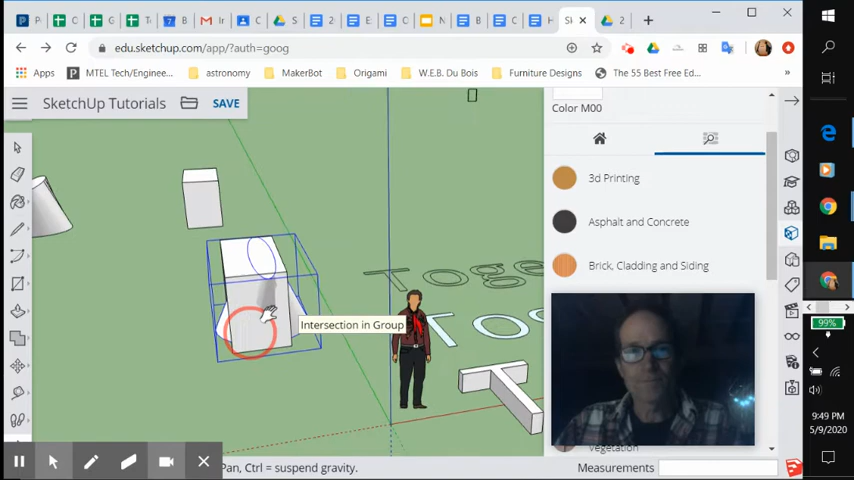 edu.sketchup.com/app/?auth=goog
Apps MTEL Tech/Enginee... astronomy MakerBot Origami W.E.B. Du Bois Furniture Designs The 55 Best Free Ed...
SketchUp Tutorials SAVE
Color M00
3d Printing
Asphalt and Concrete
Brick, Cladding and Siding
Intersection in Group
Vegetation
Pan, Ctrl = suspend gravity.
Measurements
99%
9:49 PM
5/9/2020